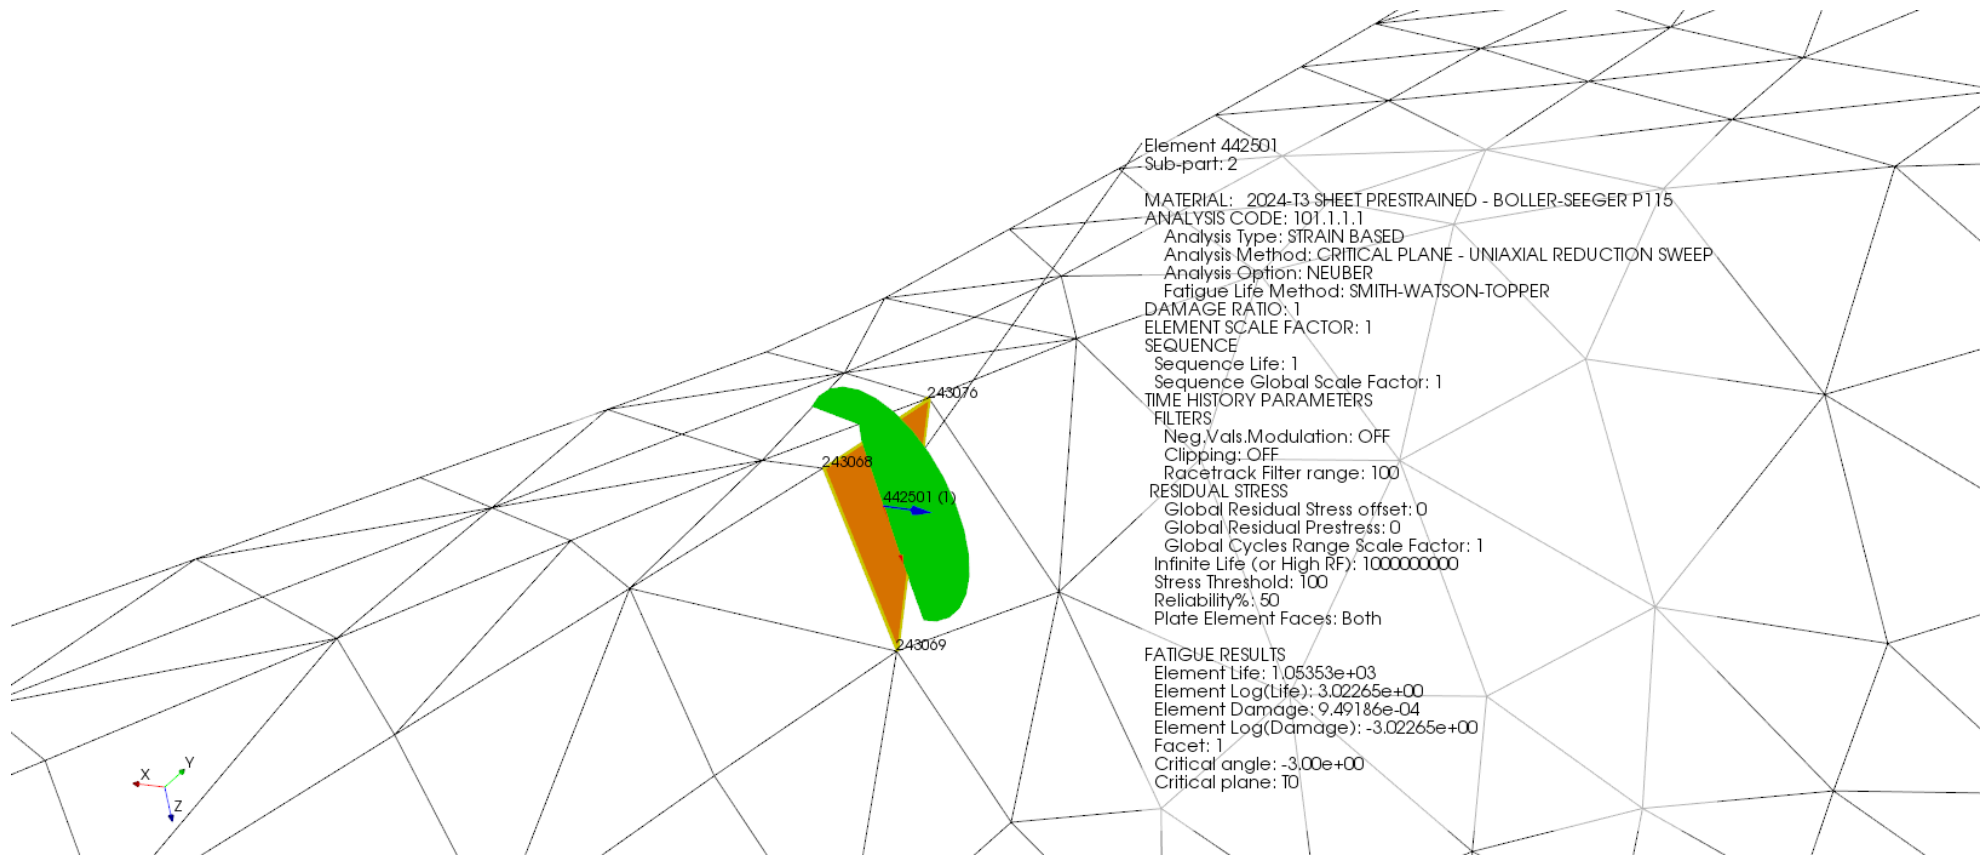 Element 442501
Sub-part: 2
MATERIAL: 2024-T3 SHEET PRESTRAINED - BOLLER-SEEGER P115
ANALYSIS CODE: 101.1.1.1
Analysis Type: STRAIN BASED
Analysis Method: CRITICAL PLANE - UNIAXIAL REDUCTION SWEEP
Analysis Option: NEUBER
Fatigue Life Method: SMITH-WATSON-TOPPER
DAMAGE RATIO: 1
ELEMENT SCALE FACTOR: 1
SEQUENCE
Sequence Life: 1
Sequence Global Scale Factor: 1
TIME HISTORY PARAMETERS
FILTERS
Neg.Vals.Modulation: OFF
Clipping: OFF
Racetrack Filter range: 100
RESIDUAL STRESS
Global Residual Stress offset: 0
Global Residual Prestress: 0
Global Cycles Range Scale Factor: 1
Infinite Life (or High RF): 1000000000
Stress Threshold: 100
Reliability%: 50
Plate Element Faces: Both
FATIGUE RESULTS
Element Life: 1.05353e+03
Element Log(Life): 3.02265e+00
Element Damage: 9.49186e-04
Element Log(Damage): -3.02265e+00
Facet: 1
Critical angle: -3.00e+00
Critical plane: T0
243076
243068
442501 (1)
243069
X
Y
Z